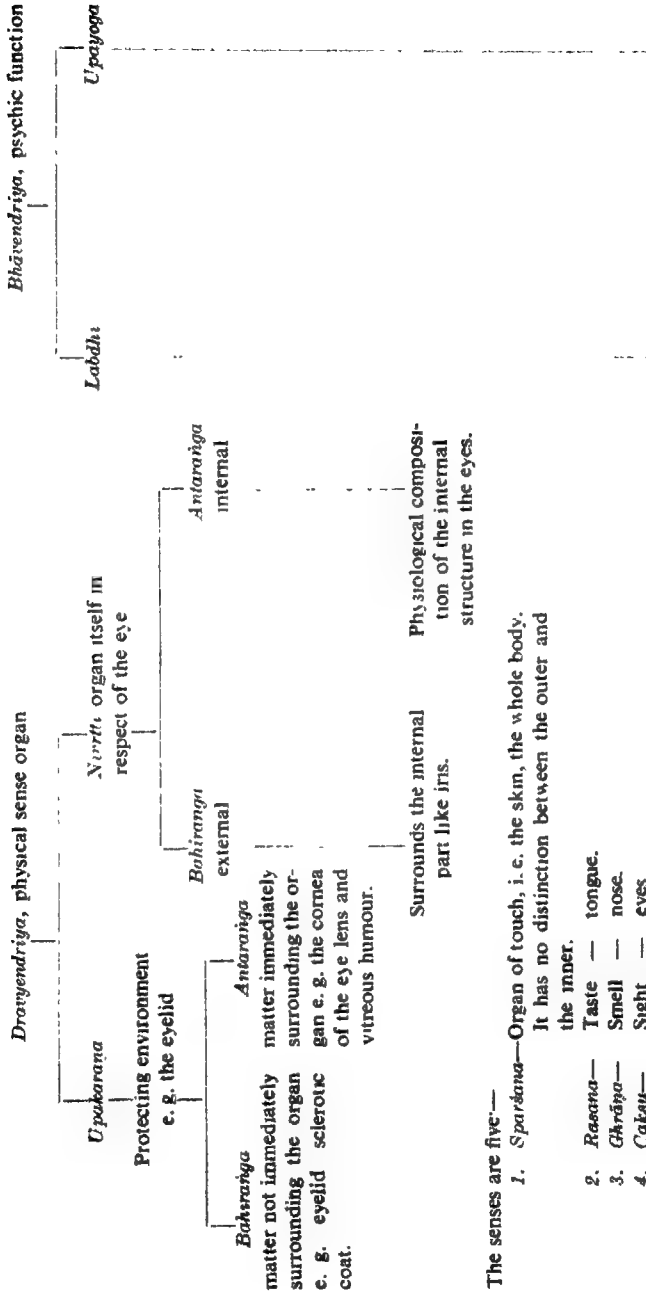 Dravyendriya, physical sense organ
Bhāvendriya, psychic function
Upakaraṇa
Protecting environment
e. g. the eyelid
Nirvṛtti organ itself in
respect of the eye
Labdhi
Upayoga
Bahiraṅga
external
Antaraṅga
internal
Bahiraṅga
matter not immediately
surrounding the organ
e. g. eyelid sclerotic
coat.
Antaraṅga
matter immediately
surrounding the or-
gan e. g. the cornea
of the eye lens and
vitreous humour.
Surrounds the internal
part like iris.
Physiological composi-
tion of the internal
structure in the eyes.
The senses are five·—
1. Sparśana—Organ of touch, i. e. the skin, the whole body.
It has no distinction between the outer and
the inner.
2. Rasana— Taste — tongue.
3. Ghrāṇa— Smell — nose.
4. Cakṣu— Sight — eyes